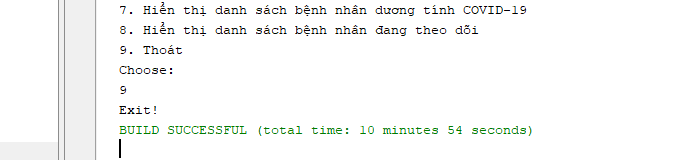 7. Hiển thị danh sách bệnh nhân dương tính COVID-19
8. Hiển thị danh sách bệnh nhân đang theo dõi
9. Thoát
Choose:
9
Exit!
BUILD SUCCESSFUL (total time: 10 minutes 54 seconds)